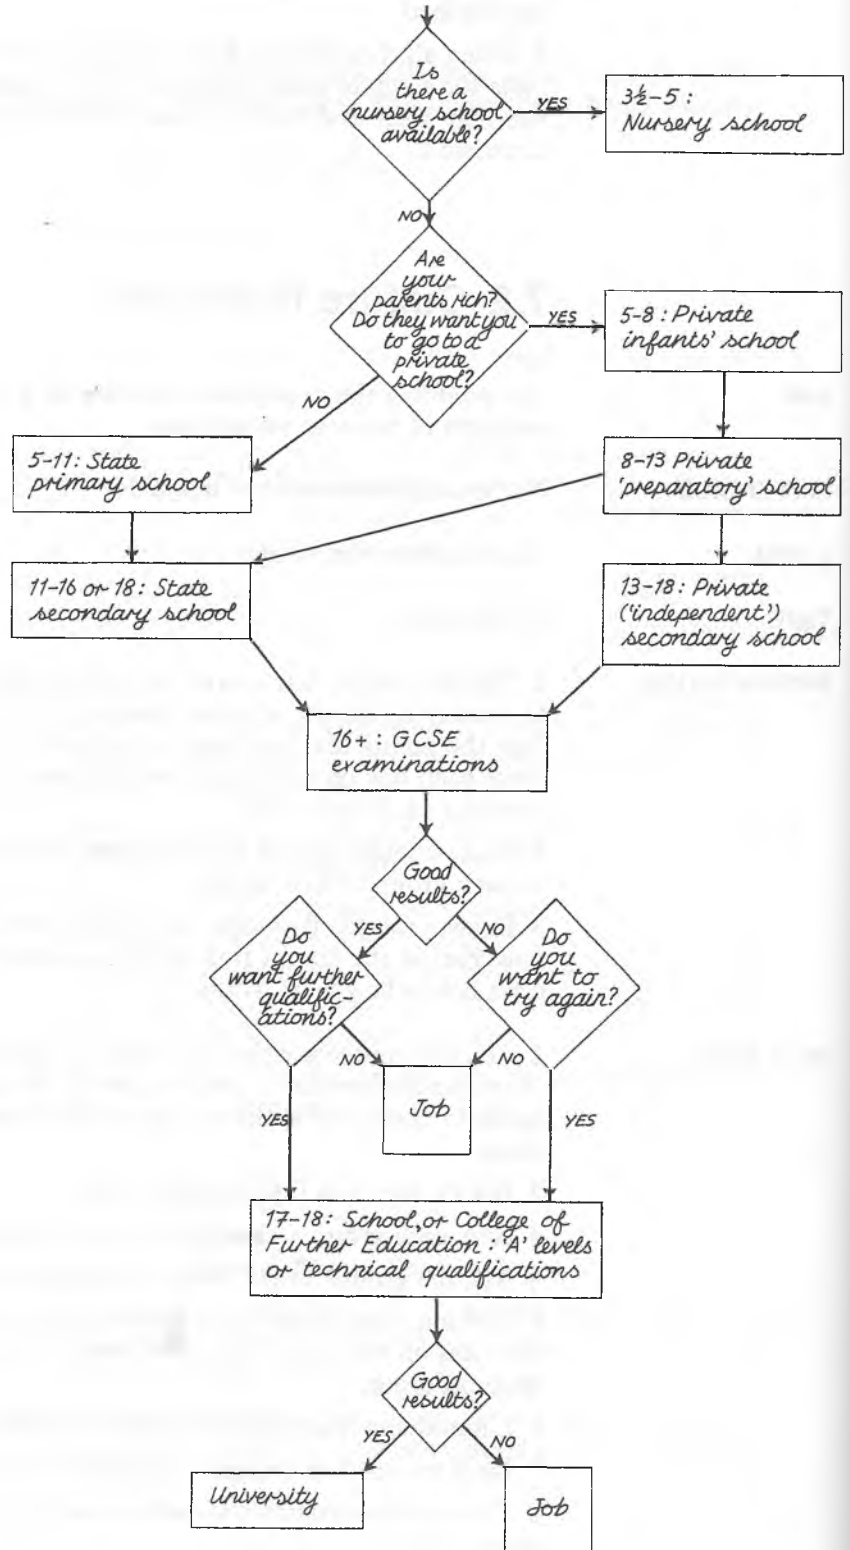 Is
there a
nursery school
available?
YES
3½-5 :
Nursery school
NO
Are
your
parents rich?
Do they want you
to go to a
private
school?
YES
5-8 : Private
infants' school
NO
5-11: State
primary school
8-13 Private
'preparatory' school
11-16 or 18: State
secondary school
13-18: Private
('independent')
secondary school
16+ : GCSE
examinations
Good
results?
YES
NO
Do
you
want further
qualific-
ations?
Do
you
want to
try again?
NO
NO
Job
YES
YES
17-18: School, or College of
Further Education : 'A' levels
or technical qualifications
Good
results?
YES
NO
University
Job